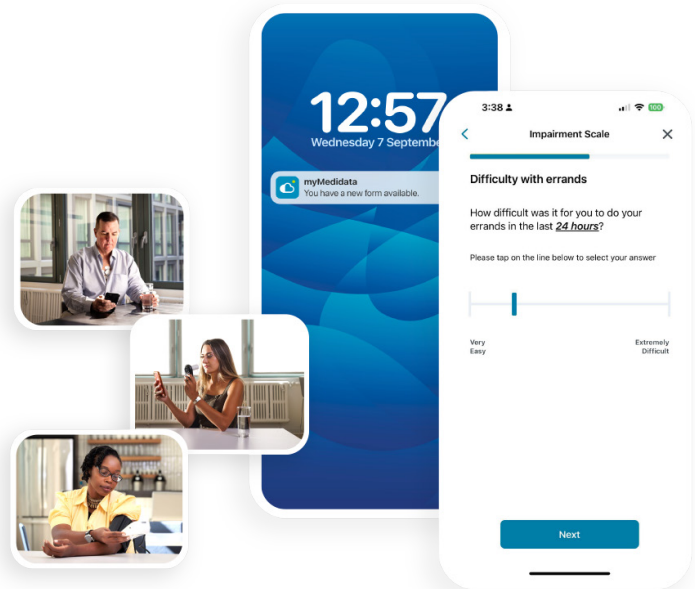 12:57
Wednesday 7 Septembe
myMedidata
You have a new form available.
3:38
100
Impairment Scale
Difficulty with errands
How difficult was it for you to do your
errands in the last 24 hours?
Please tap on the line below to select your answer
Very
Easy
Extremely
Difficult
Next